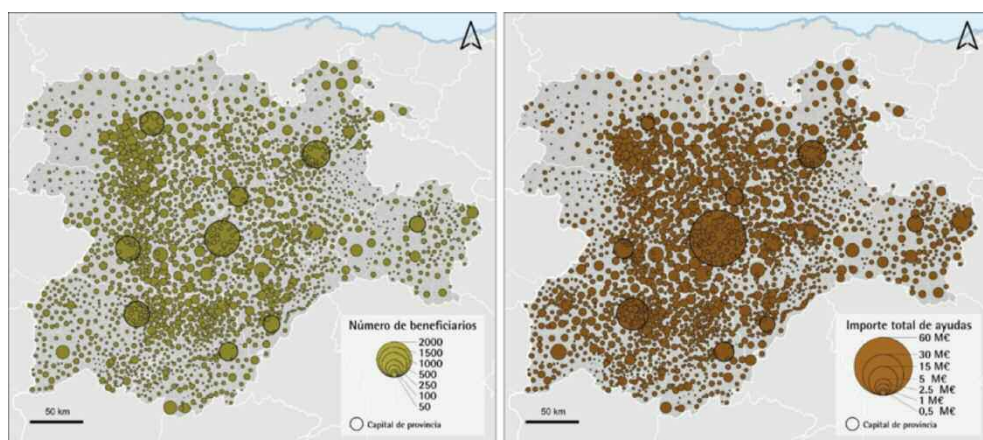 Número de beneficiarios
2000
1500
1000
500
250
100
50
Capital de provincia
50 km
Importe total de ayudas
60 M€
30 M€
15 M€
5 M€
2.5 M€
1 M€
0,5 M€
Capital de provincia
50 km